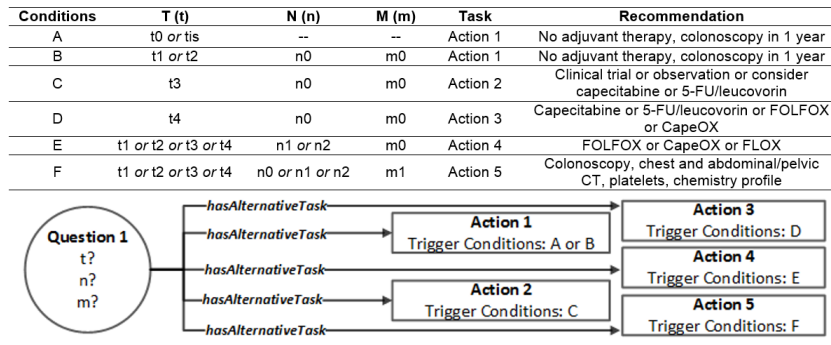 Conditions T (t) N (n) M (m) Task Recommendation
A t0 or tis -- -- Action 1 No adjuvant therapy, colonoscopy in 1 year
B t1 or t2 n0 m0 Action 1 No adjuvant therapy, colonoscopy in 1 year
C t3 n0 m0 Action 2 Clinical trial or observation or consider
capecitabine or 5-FU/leucovorin
D t4 n0 m0 Action 3 Capecitabine or 5-FU/leucovorin or FOLFOX
or CapeOX
E t1 or t2 or t3 or t4 n1 or n2 m0 Action 4 FOLFOX or CapeOX or FLOX
F t1 or t2 or t3 or t4 n0 or n1 or n2 m1 Action 5 Colonoscopy, chest and abdominal/pelvic
CT, platelets, chemistry profile
Question 1
t?
n?
m?
hasAlternativeTask
Action 3
Trigger Conditions: D
hasAlternativeTask
Action 1
Trigger Conditions: A or B
hasAlternativeTask
Action 4
Trigger Conditions: E
hasAlternativeTask
Action 2
Trigger Conditions: C
hasAlternativeTask
Action 5
Trigger Conditions: F